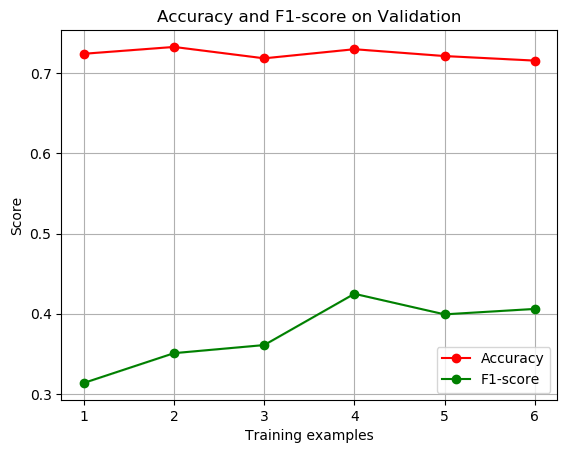 Accuracy and F1-score on Validation
Score
0.7
0.6
0.5
0.4
0.3
Accuracy
F1-score
1 2 3 4 5 6
Training examples